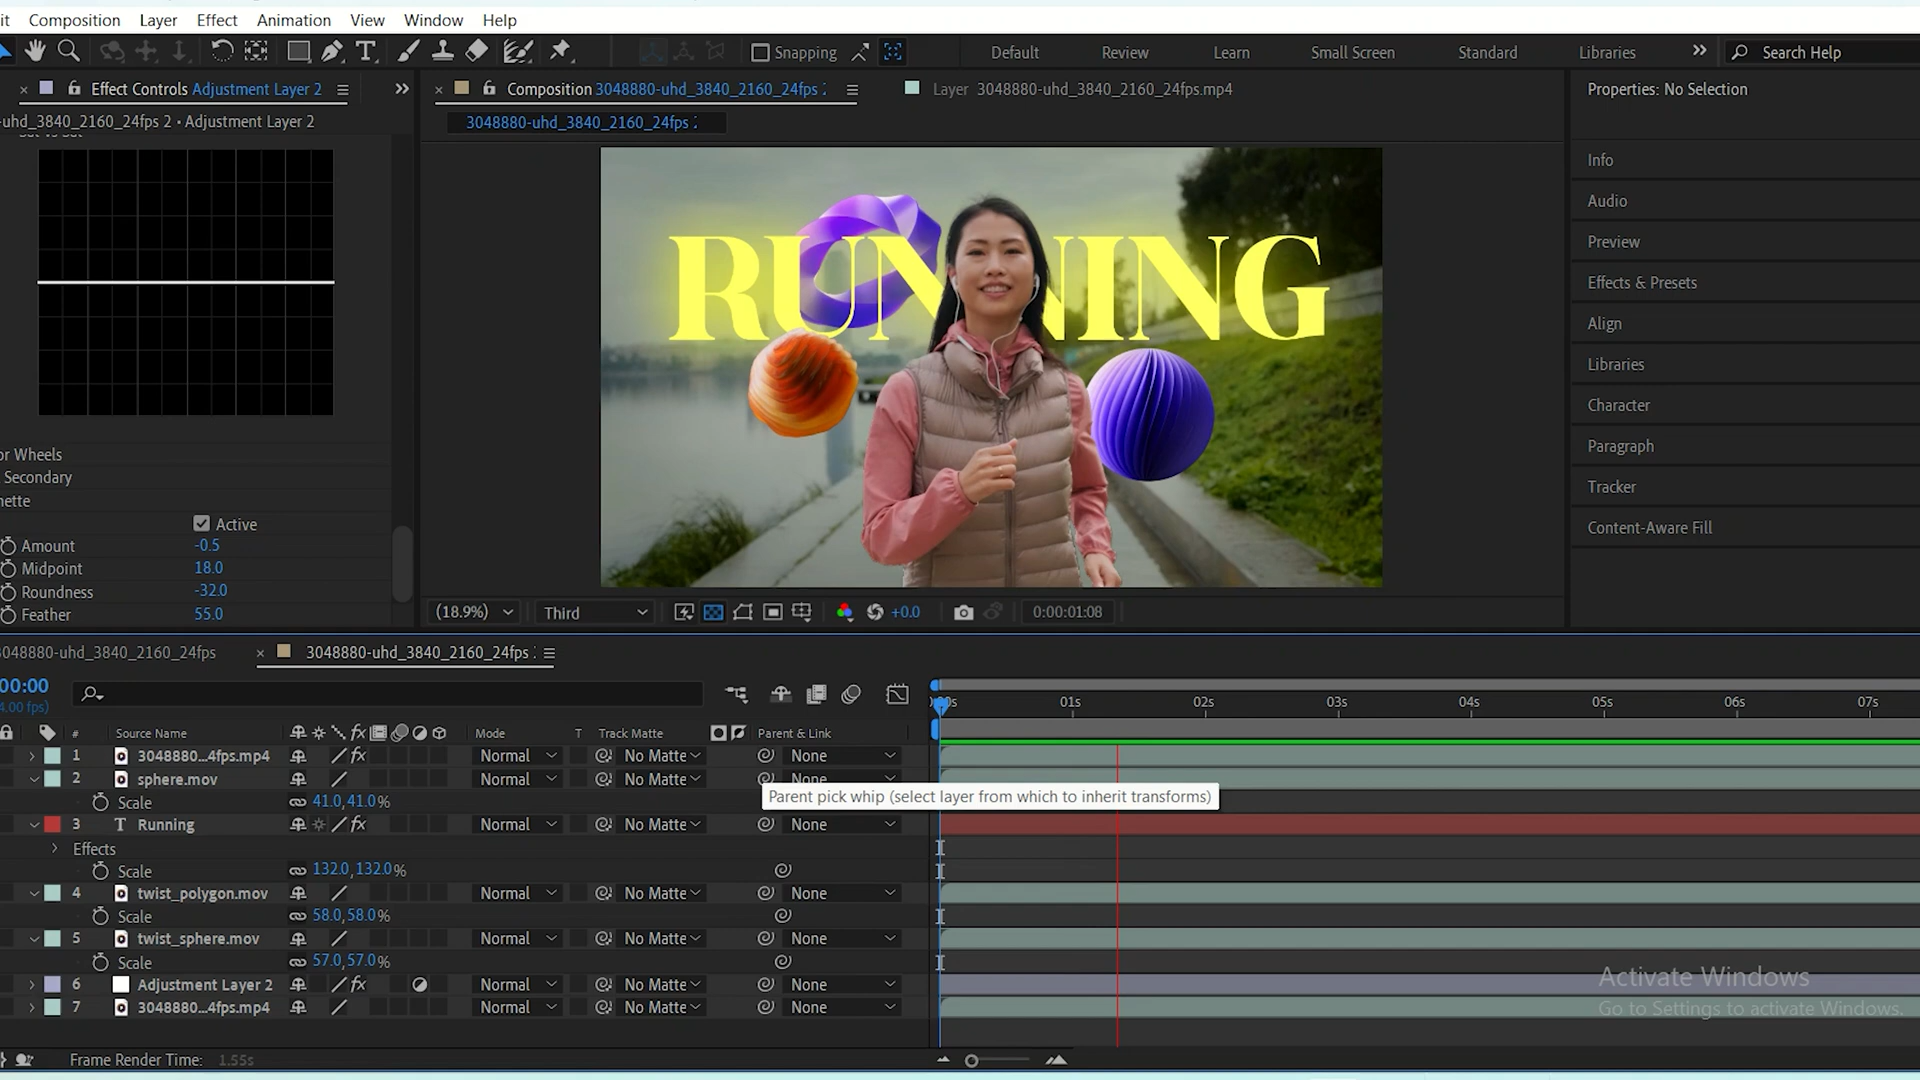 it Composition Layer Effect Animation View Window Help
Snapping Default Review Learn Small Screen Standard Libraries Search Help
Effect Controls Adjustment Layer 2
-uhd_3840_2160_24fps 2 • Adjustment Layer 2
or Wheels
Secondary
nette
Active
Amount -0.5
Midpoint 18.0
Roundness -32.0
Feather 55.0
Composition 3048880-uhd_3840_2160_24fps 2
Layer 3048880-uhd_3840_2160_24fps.mp4
3048880-uhd_3840_2160_24fps 2
RUNNING
(18.9%) Third +0.0 0:00:01:08
Properties: No Selection
Info
Audio
Preview
Effects & Presets
Align
Libraries
Character
Paragraph
Tracker
Content-Aware Fill
3048880-uhd_3840_2160_24fps
3048880-uhd_3840_2160_24fps
00:00
4.00 fps)
01s 02s 03s 04s 05s 06s 07s
# Source Name fx Mode T Track Matte Parent & Link
1 3048880...4fps.mp4 fx Normal No Matte None
2 sphere.mov Normal No Matte None
Scale 41.0,41.0%
Parent pick whip (select layer from which to inherit transforms)
3 T Running fx Normal No Matte None
Effects
Scale 132.0,132.0%
4 twist_polygon.mov Normal No Matte None
Scale 58.0,58.0%
5 twist_sphere.mov Normal No Matte None
Scale 57.0,57.0%
6 Adjustment Layer 2 fx Normal No Matte None
7 3048880...4fps.mp4 Normal No Matte None
Activate Windows
Go to Settings to activate Windows.
Frame Render Time: 1.55s